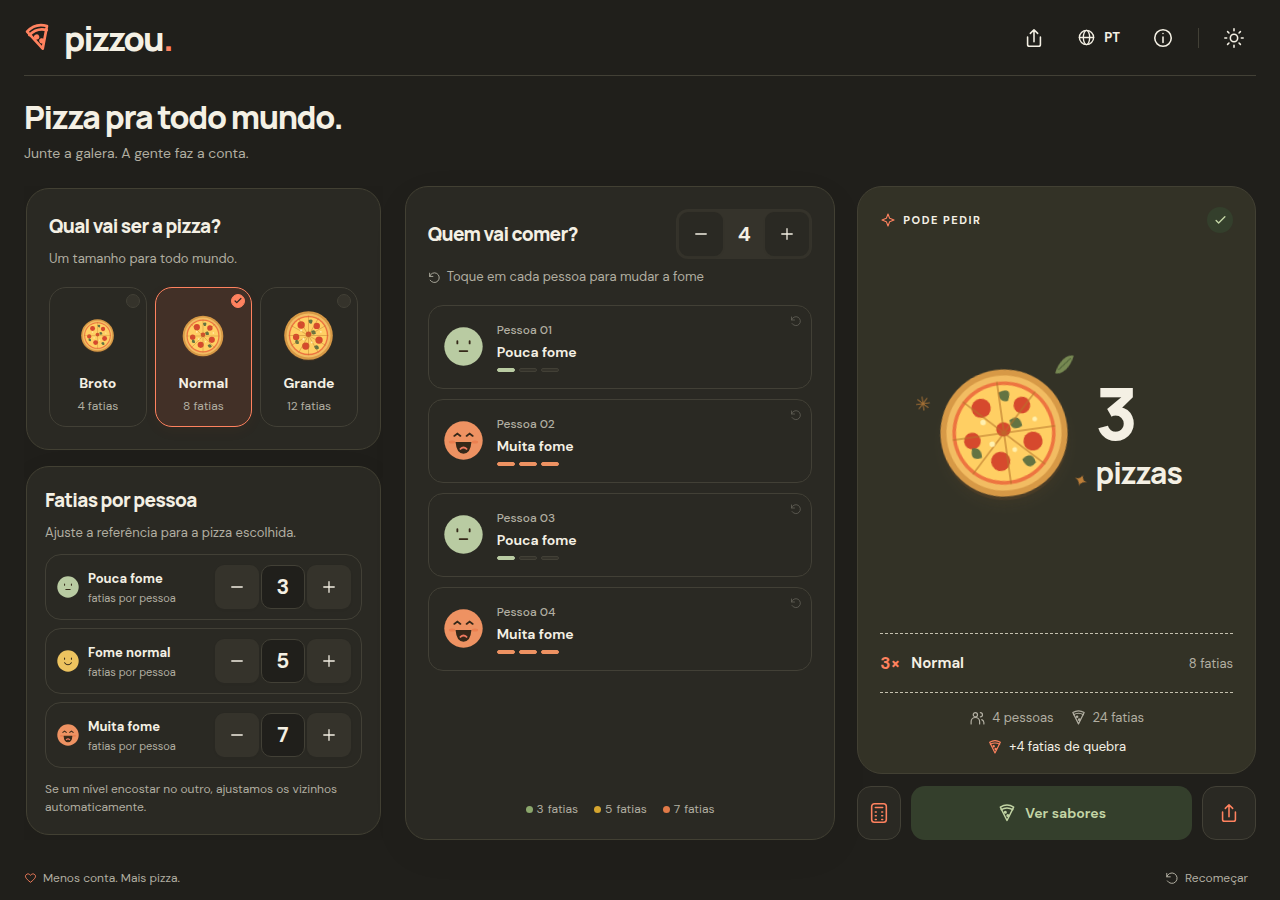 pizzou.
PT
Pizza pra todo mundo.
Junte a galera. A gente faz a conta.
Qual vai ser a pizza?
Um tamanho para todo mundo.
Broto
4 fatias
Normal
8 fatias
Grande
12 fatias
Fatias por pessoa
Ajuste a referência para a pizza escolhida.
Pouca fome
fatias por pessoa
− 3 +
Fome normal
fatias por pessoa
− 5 +
Muita fome
fatias por pessoa
− 7 +
Se um nível encostar no outro, ajustamos os vizinhos
automaticamente.
Quem vai comer?
− 4 +
Toque em cada pessoa para mudar a fome
Pessoa 01
Pouca fome
Pessoa 02
Muita fome
Pessoa 03
Pouca fome
Pessoa 04
Muita fome
3 fatias 5 fatias 7 fatias
PODE PEDIR
3
pizzas
3× Normal 8 fatias
4 pessoas 24 fatias
+4 fatias de quebra
Ver sabores
Menos conta. Mais pizza.
Recomeçar